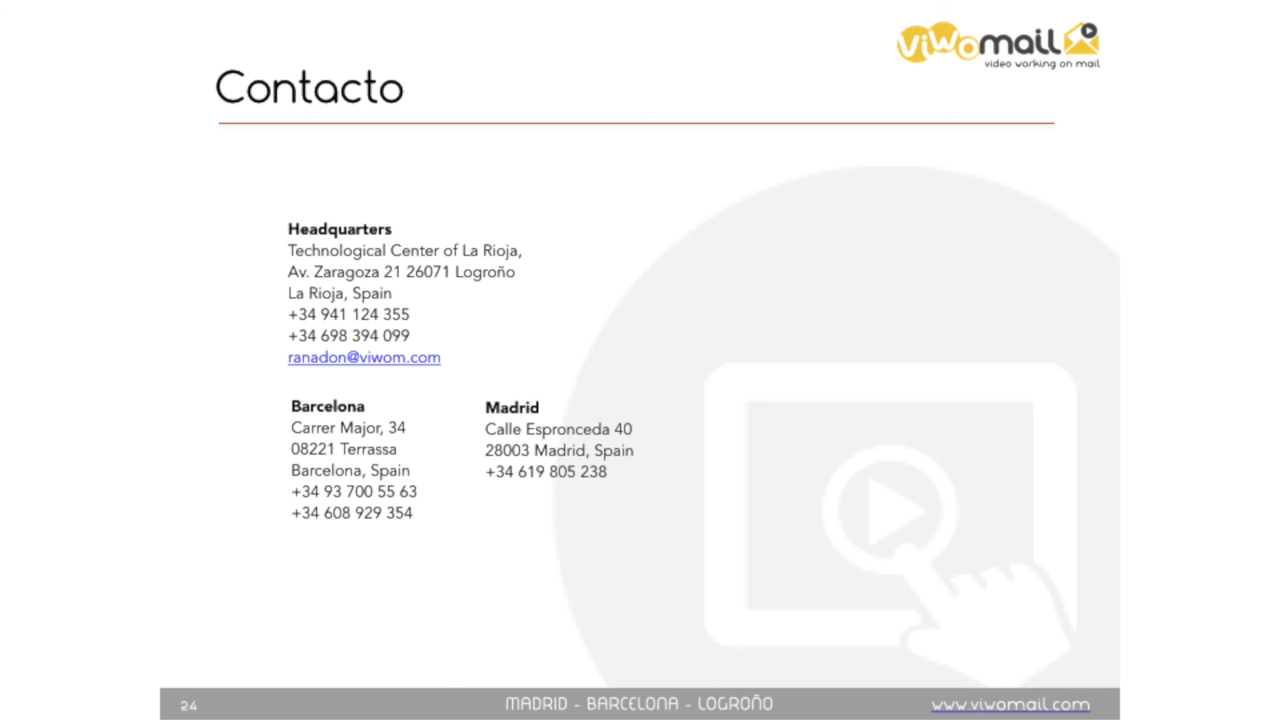 viwomail
video working on mail
Contacto
Headquarters
Technological Center of La Rioja,
Av. Zaragoza 21 26071 Logroño
La Rioja, Spain
+34 941 124 355
+34 698 394 099
ranadon@viwom.com
Barcelona
Carrer Major, 34
08221 Terrassa
Barcelona, Spain
+34 93 700 55 63
+34 608 929 354
Madrid
Calle Espronceda 40
28003 Madrid, Spain
+34 619 805 238
24
MADRID - BARCELONA - LOGROÑO
www.viwomail.com